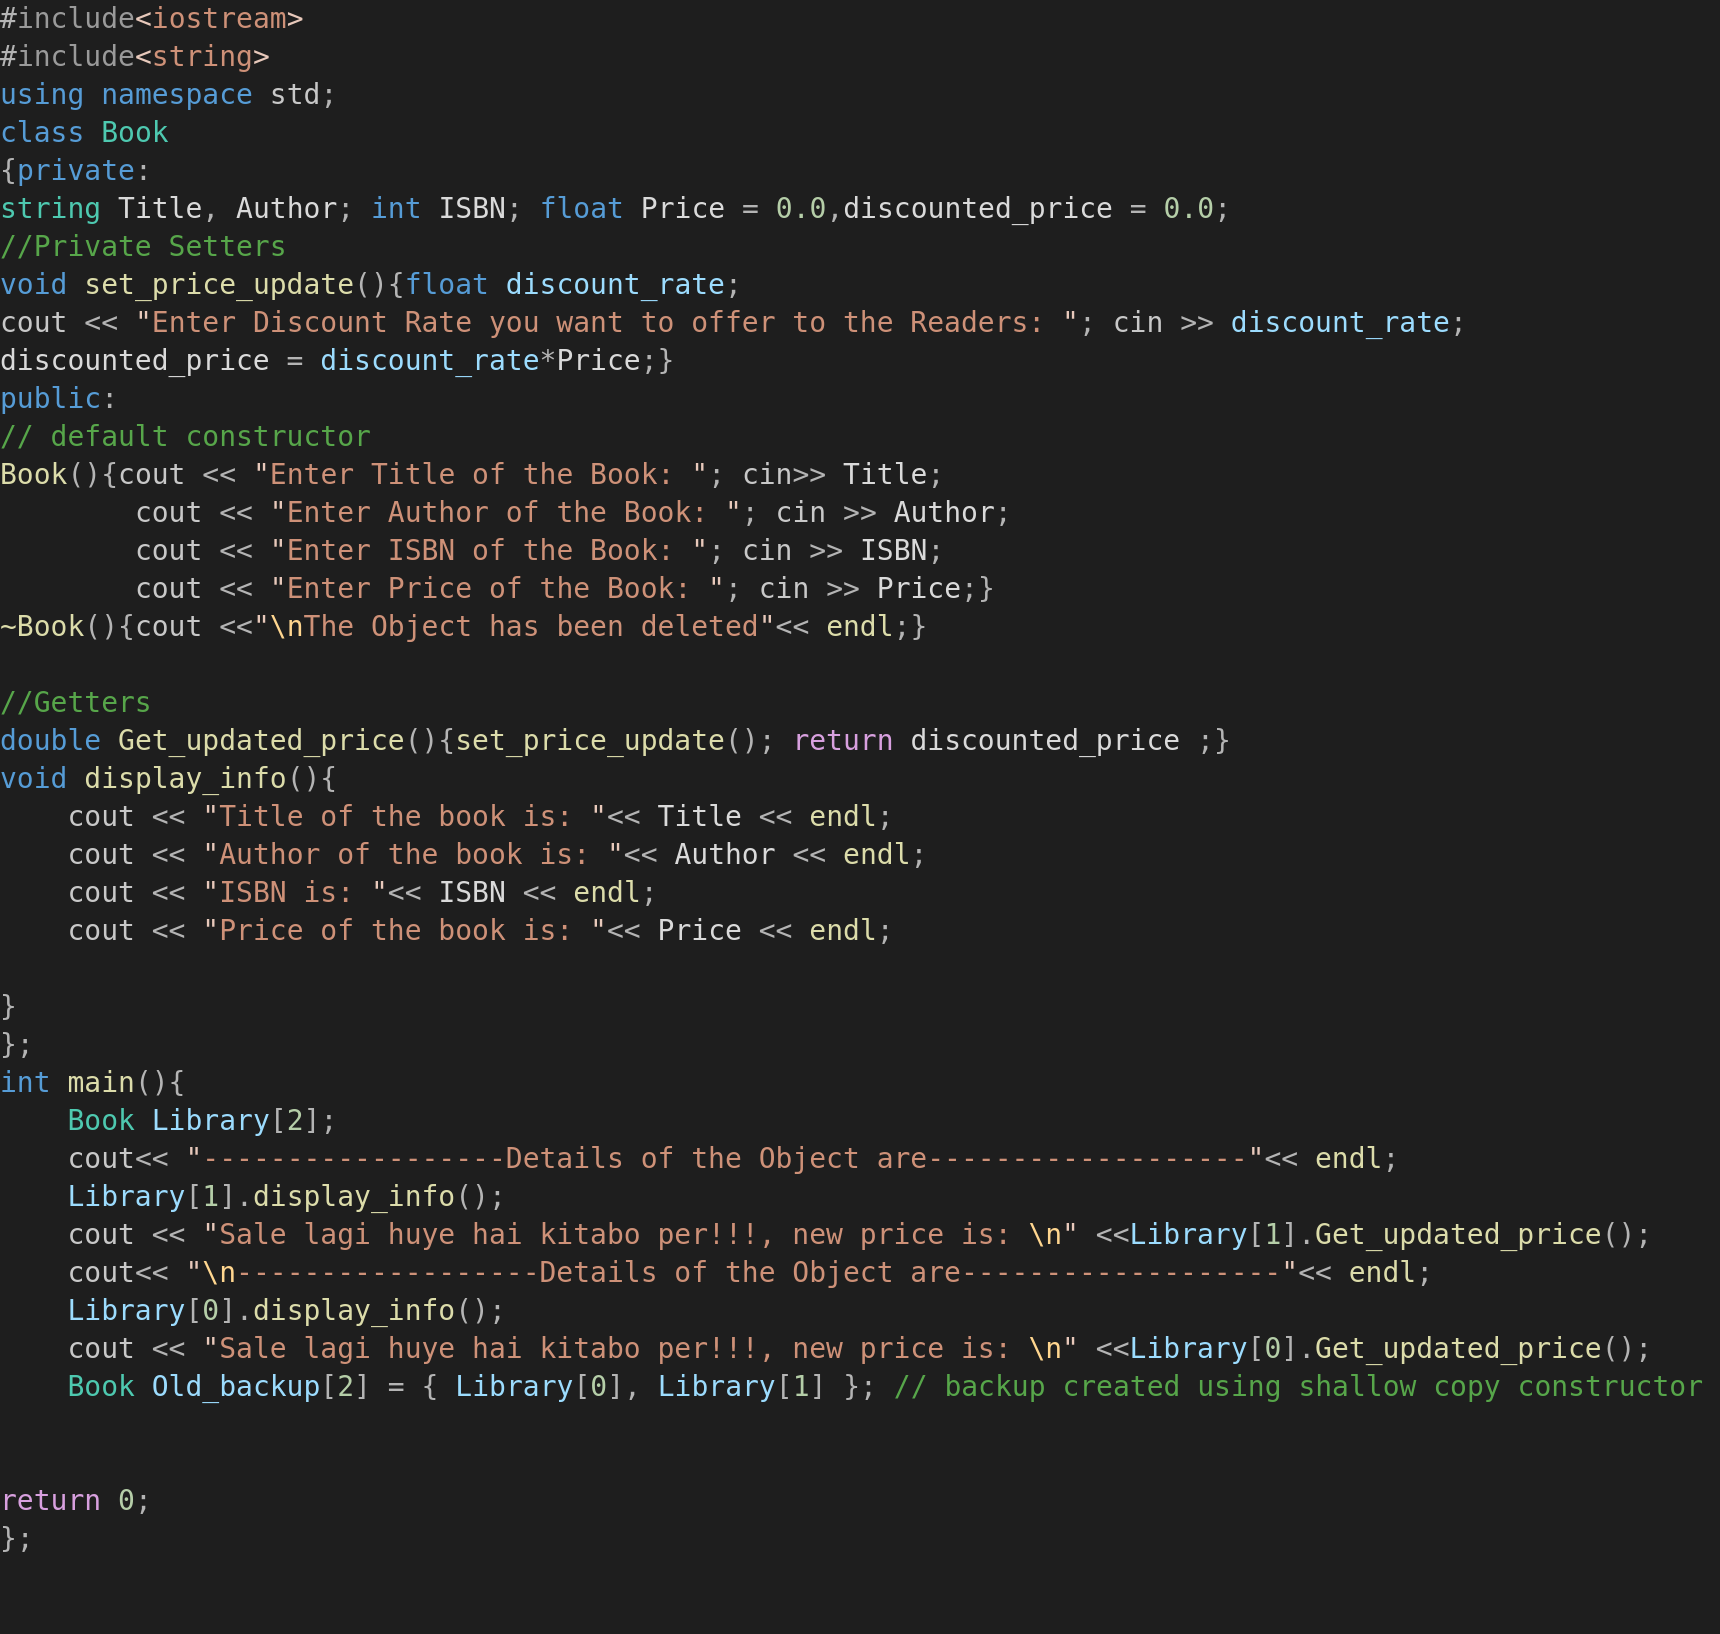 #include<iostream>
#include<string>
using namespace std;
class Book
{private:
string Title, Author; int ISBN; float Price = 0.0,discounted_price = 0.0;
//Private Setters
void set_price_update(){float discount_rate;
cout << "Enter Discount Rate you want to offer to the Readers: "; cin >> discount_rate;
discounted_price = discount_rate*Price;}
public:
// default constructor
Book(){cout << "Enter Title of the Book: "; cin>> Title;
        cout << "Enter Author of the Book: "; cin >> Author;
        cout << "Enter ISBN of the Book: "; cin >> ISBN;
        cout << "Enter Price of the Book: "; cin >> Price;}
~Book(){cout <<"\nThe Object has been deleted"<< endl;}

//Getters
double Get_updated_price(){set_price_update(); return discounted_price ;}
void display_info(){
    cout << "Title of the book is: "<< Title << endl;
    cout << "Author of the book is: "<< Author << endl;
    cout << "ISBN is: "<< ISBN << endl;
    cout << "Price of the book is: "<< Price << endl;

}
};
int main(){
    Book Library[2];
    cout<< "------------------Details of the Object are-------------------"<< endl;
    Library[1].display_info();
    cout << "Sale lagi huye hai kitabo per!!!, new price is: \n" <<Library[1].Get_updated_price();
    cout<< "\n------------------Details of the Object are-------------------"<< endl;
    Library[0].display_info();
    cout << "Sale lagi huye hai kitabo per!!!, new price is: \n" <<Library[0].Get_updated_price();
    Book Old_backup[2] = { Library[0], Library[1] }; // backup created using shallow copy constructor

return 0;
};